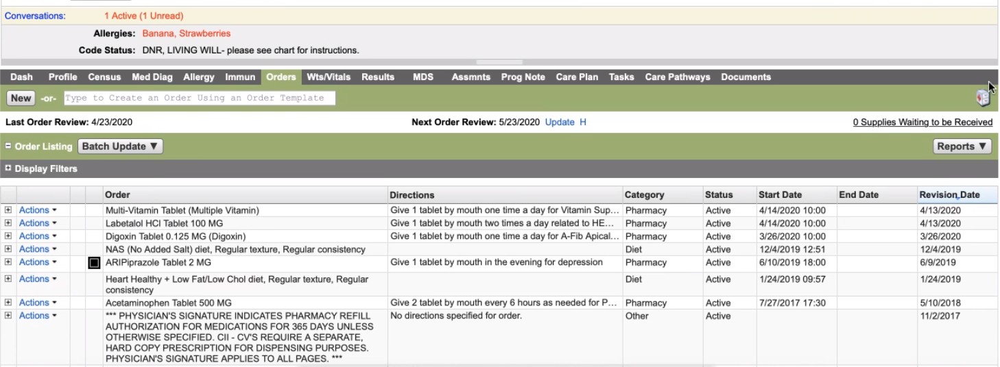 Conversations: 1 Active (1 Unread)
Allergies: Banana, Strawberries
Code Status: DNR, LIVING WILL- please see chart for instructions.
Dash Profile Census Med Diag Allergy Immun Orders Wts/Vitals Results MDS Assmnts Prog Note Care Plan Tasks Care Pathways Documents
New -or- Type to Create an Order Using an Order Template
Last Order Review: 4/23/2020 Next Order Review: 5/23/2020 Update H 0 Supplies Waiting to be Received
Order Listing Batch Update ▼ Reports ▼
Display Filters
Order Directions Category Status Start Date End Date Revision Date
Actions Multi-Vitamin Tablet (Multiple Vitamin) Give 1 tablet by mouth one time a day for Vitamin Sup... Pharmacy Active 4/14/2020 10:00 4/13/2020
Actions Labetalol HCl Tablet 100 MG Give 1 tablet by mouth two times a day related to HE... Pharmacy Active 4/14/2020 10:00 4/13/2020
Actions Digoxin Tablet 0.125 MG (Digoxin) Give 1 tablet by mouth one time a day for A-Fib Apical... Pharmacy Active 3/26/2020 10:00 3/26/2020
Actions NAS (No Added Salt) diet, Regular texture, Regular consistency Diet Active 12/4/2019 12:51 12/4/2019
Actions ARIPiprazole Tablet 2 MG Give 1 tablet by mouth in the evening for depression Pharmacy Active 6/10/2019 18:00 6/9/2019
Actions Heart Healthy + Low Fat/Low Chol diet, Regular texture, Regular Diet Active 1/24/2019 09:57 1/24/2019
consistency
Actions Acetaminophen Tablet 500 MG Give 2 tablet by mouth every 6 hours as needed for P... Pharmacy Active 7/27/2017 17:30 5/10/2018
Actions *** PHYSICIAN'S SIGNATURE INDICATES PHARMACY REFILL No directions specified for order. Other Active 11/2/2017
AUTHORIZATION FOR MEDICATIONS FOR 365 DAYS UNLESS
OTHERWISE SPECIFIED. CII - CV'S REQUIRE A SEPARATE,
HARD COPY PRESCRIPTION FOR DISPENSING PURPOSES.
PHYSICIAN'S SIGNATURE APPLIES TO ALL PAGES. ***